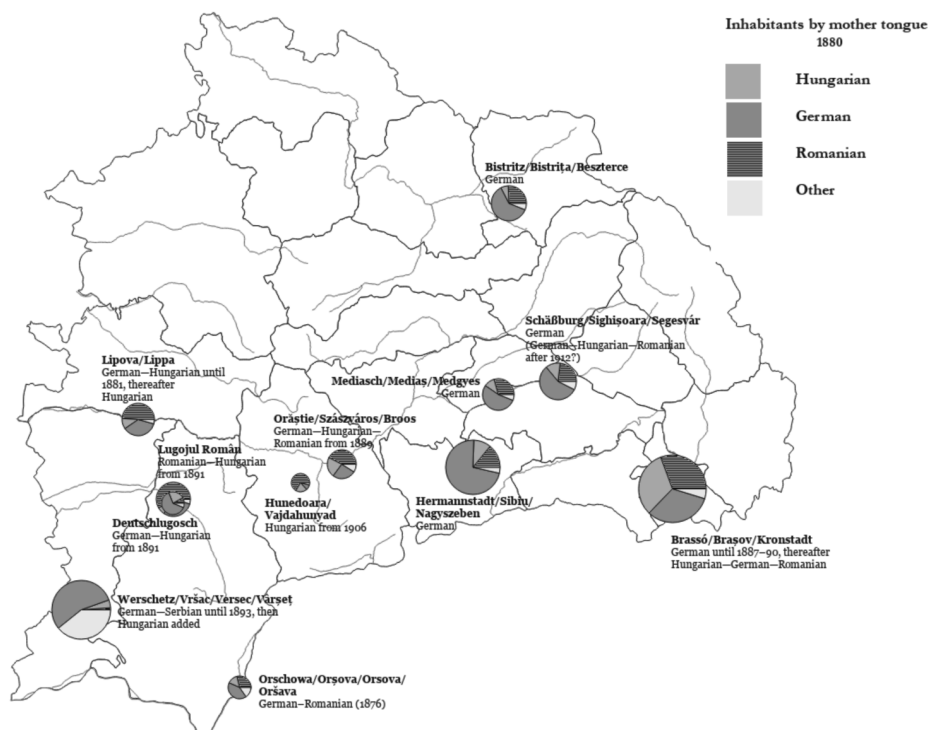 Inhabitants by mother tongue
1880
Hungarian
German
Romanian
Other
Bistritz/Bistrița/Beszterce
German
Schäßburg/Sighișoara/Segesvár
German
(German–Hungarian—Romanian
after 1912?)
Lipova/Lippa
German—Hungarian until
1881, thereafter
Hungarian
Mediasch/Mediaș/Medgyes
German
Orăștie/Szászváros/Broos
German—Hungarian—
Romanian from 1889
Lugojul Român
Romanian—Hungarian
from 1891
Hunedoara/
Vajdahunyad
Hungarian from 1906
Hermannstadt/Sibiu/
Nagyszeben
German
Deutschlugosch
German—Hungarian
from 1891
Brassó/Brașov/Kronstadt
German until 1887–90, thereafter
Hungarian—German—Romanian
Werschetz/Vršac/Versec/Vârșeț
German—Serbian until 1893, then
Hungarian added
Orschowa/Orșova/Orsova/
Oršava
German–Romanian (1876)